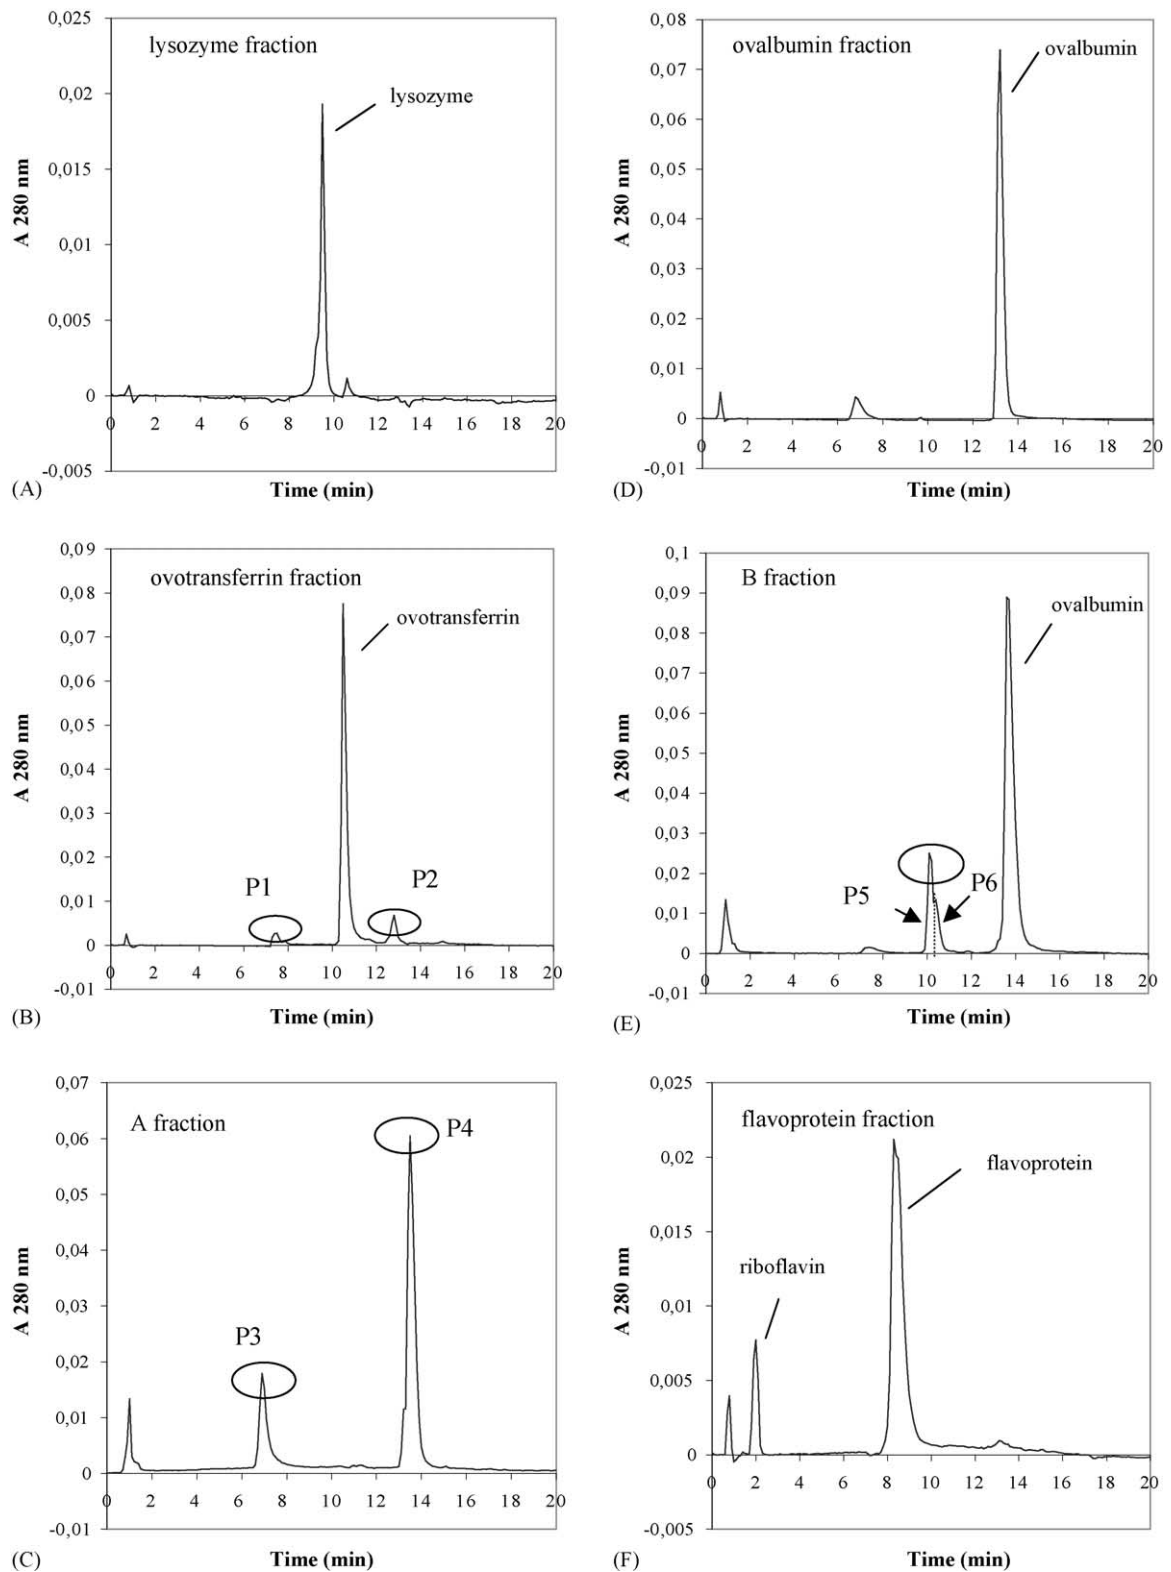 0,025
lysozyme fraction
0,02
lysozyme
0,015
A 280 nm
0,01
0,005
0
0 2 4 6 8 10 12 14 16 18 20
-0,005
(A)
Time (min)
0,08
ovalbumin fraction
ovalbumin
0,07
0,06
0,05
A 280 nm
0,04
0,03
0,02
0,01
0
0 2 4 6 8 10 12 14 16 18 20
-0,01
(D)
Time (min)
0,09
ovotransferrin fraction
0,08
ovotransferrin
0,07
0,06
0,05
A 280 nm
0,04
0,03
0,02
P1
P2
0,01
0
0 2 4 6 8 10 12 14 16 18 20
-0,01
(B)
Time (min)
0,1
B fraction
0,09
ovalbumin
0,08
0,07
0,06
A 280 nm
0,05
0,04
0,03
0,02
P5
P6
0,01
0
0 2 4 6 8 10 12 14 16 18 20
-0,01
(E)
Time (min)
0,07
A fraction
P4
0,06
0,05
0,04
A 280 nm
0,03
P3
0,02
0,01
0
0 2 4 6 8 10 12 14 16 18 20
-0,01
(C)
Time (min)
0,025
flavoprotein fraction
0,02
flavoprotein
0,015
A 280 nm
riboflavin
0,01
0,005
0
0 2 4 6 8 10 12 14 16 18 20
-0,005
(F)
Time (min)